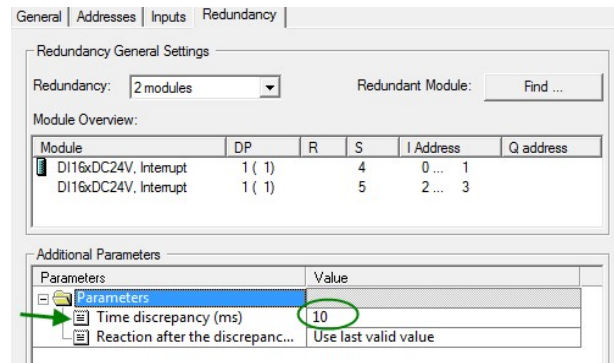 General Addresses Inputs Redundancy
Redundancy General Settings
Redundancy: 2 modules Redundant Module: Find ...
Module Overview:
Module DP R S I Address Q address
DI16xDC24V, Interrupt 1 ( 1) 4 0 ... 1
DI16xDC24V, Interrupt 1 ( 1) 5 2 ... 3
Additional Parameters
Parameters Value
Parameters
Time discrepancy (ms) 10
Reaction after the discrepanc... Use last valid value